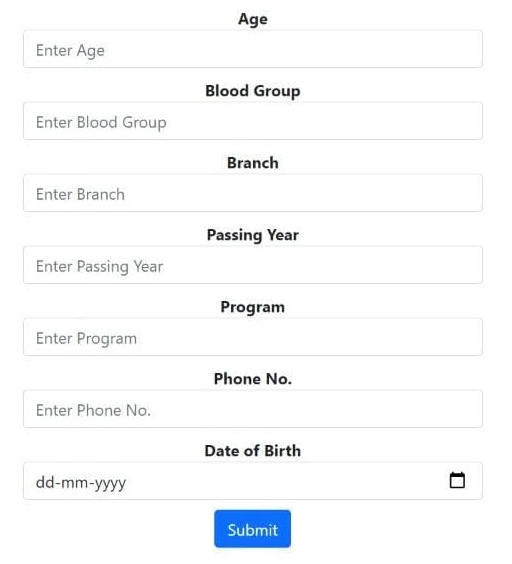 Age
Enter Age
Blood Group
Enter Blood Group
Branch
Enter Branch
Passing Year
Enter Passing Year
Program
Enter Program
Phone No.
Enter Phone No.
Date of Birth
dd-mm-yyyy
Submit